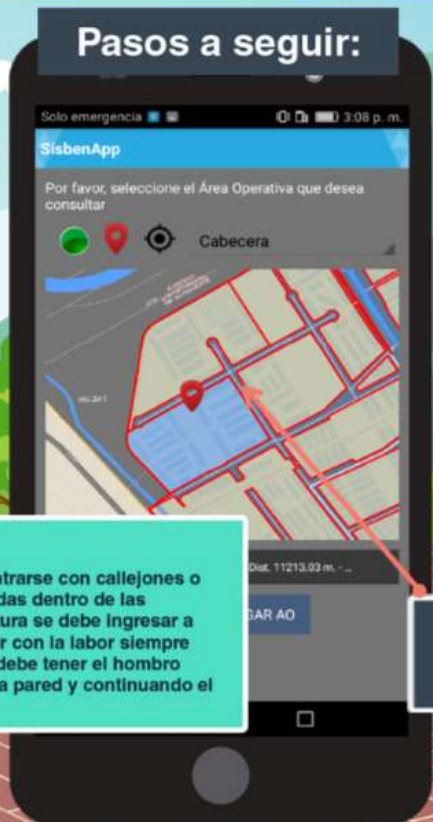 Pasos a seguir:
Solo emergencia
3:08 p. m.
SisbenApp
Por favor, seleccione el Área Operativa que desea
consultar
Cabecera
Dist. 11213.03 m. - ..
GAR AO
trarse con callejones o
das dentro de las
ura se debe ingresar a
r con la labor siempre
debe tener el hombro
a pared y continuando el